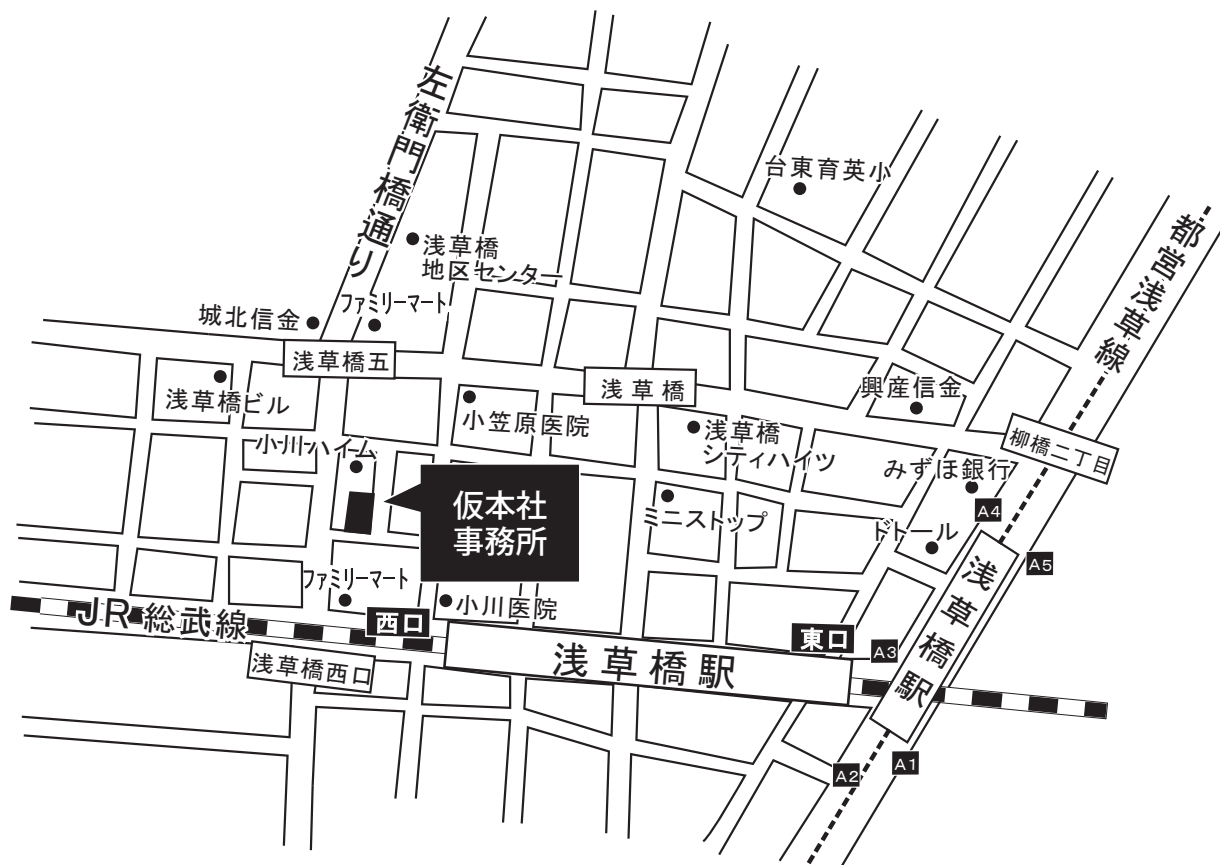 左衛門橋通り
台東育英小
都営浅草線
浅草橋
地区センター
ファミリーマート
城北信金
浅草橋五
浅草橋
浅草橋ビル
小笠原医院
浅草橋
シティハイツ
興産信金
柳橋二丁目
小川ハイム
みずほ銀行
仮本社
事務所
ミニストップ
A4
ドトール
A5
浅草橋駅
ファミリーマート
小川医院
JR総武線
西口
東口
A3
浅草橋西口
浅草橋駅
A1
A2